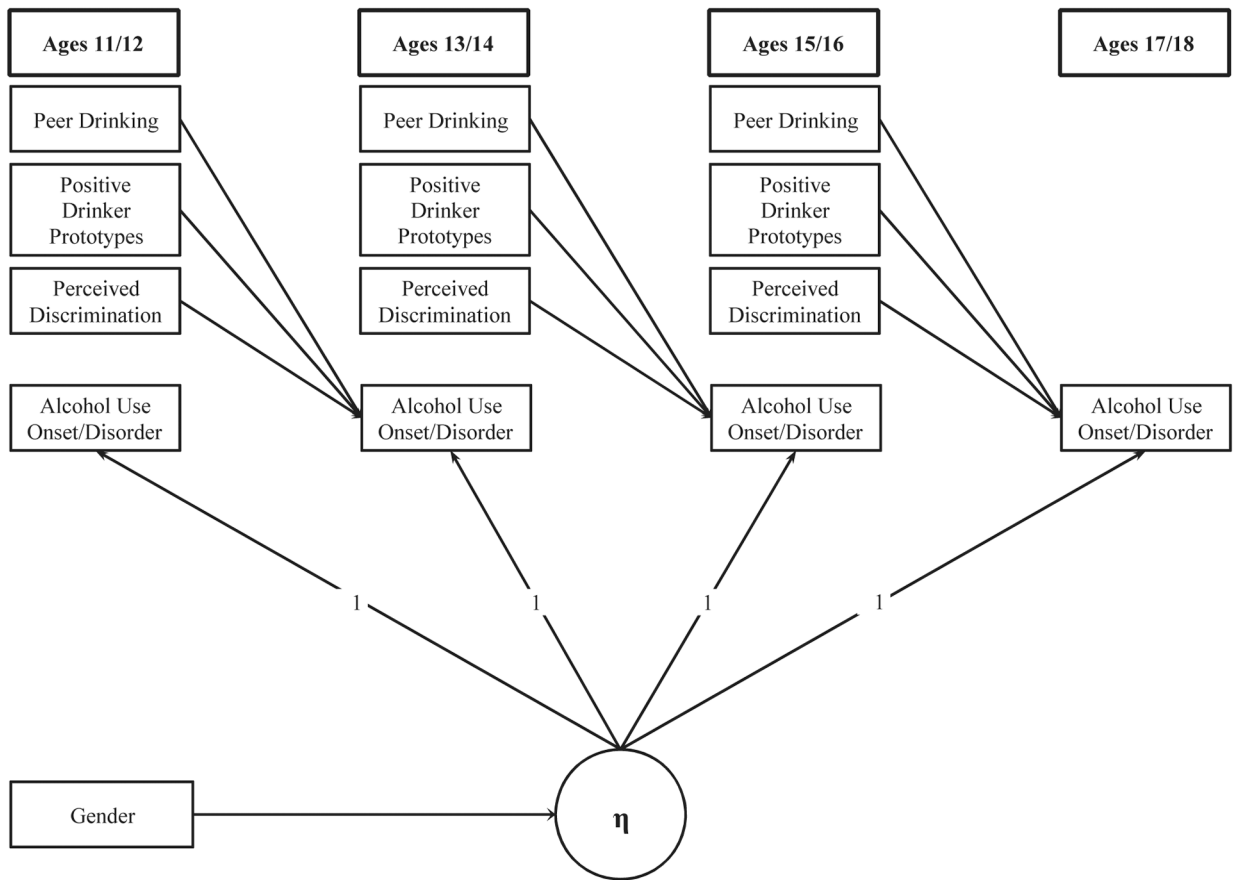 Ages 11/12
Ages 13/14
Ages 15/16
Ages 17/18
Peer Drinking
Peer Drinking
Peer Drinking
Positive
Drinker
Prototypes
Positive
Drinker
Prototypes
Positive
Drinker
Prototypes
Perceived
Discrimination
Perceived
Discrimination
Perceived
Discrimination
Alcohol Use
Onset/Disorder
Alcohol Use
Onset/Disorder
Alcohol Use
Onset/Disorder
Alcohol Use
Onset/Disorder
1
1
1
1
Gender
η